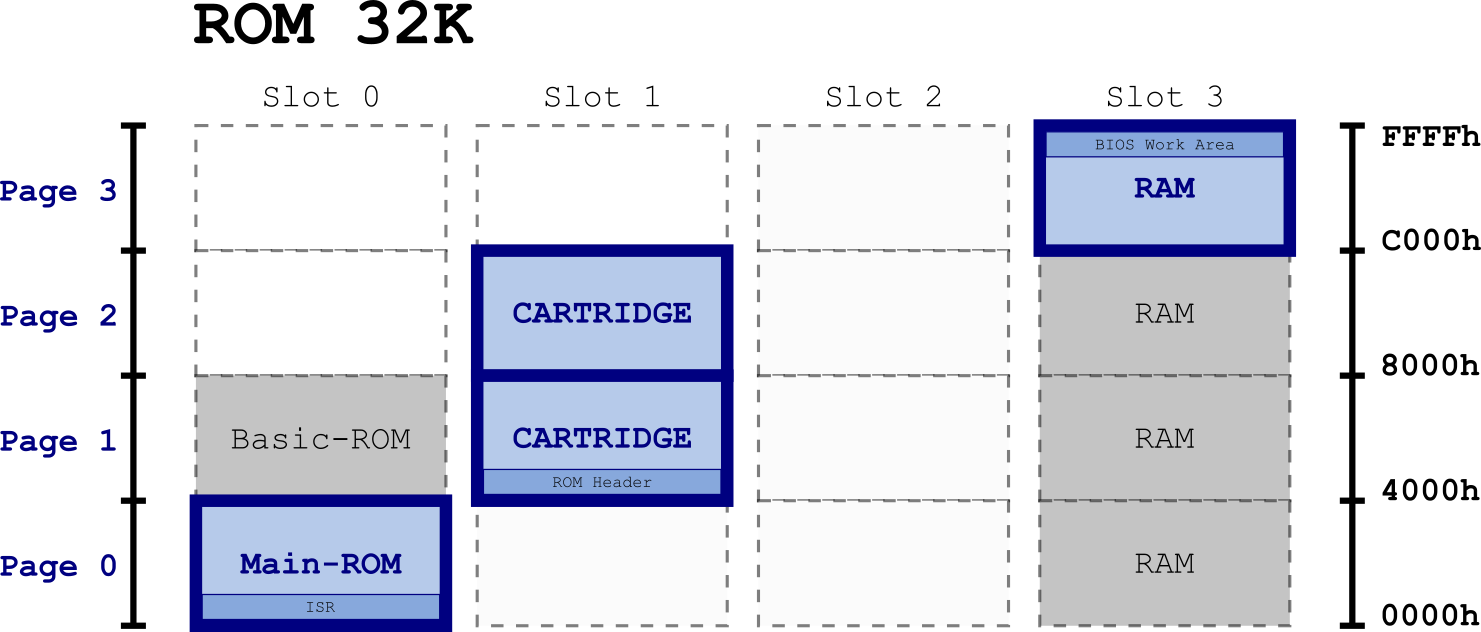 ROM 32K
Slot 0 Slot 1 Slot 2 Slot 3
FFFFh
BIOS Work Area
Page 3 RAM
C000h
Page 2 CARTRIDGE RAM
8000h
Page 1 Basic-ROM CARTRIDGE RAM
ROM Header
4000h
Page 0 Main-ROM RAM
ISR
0000h